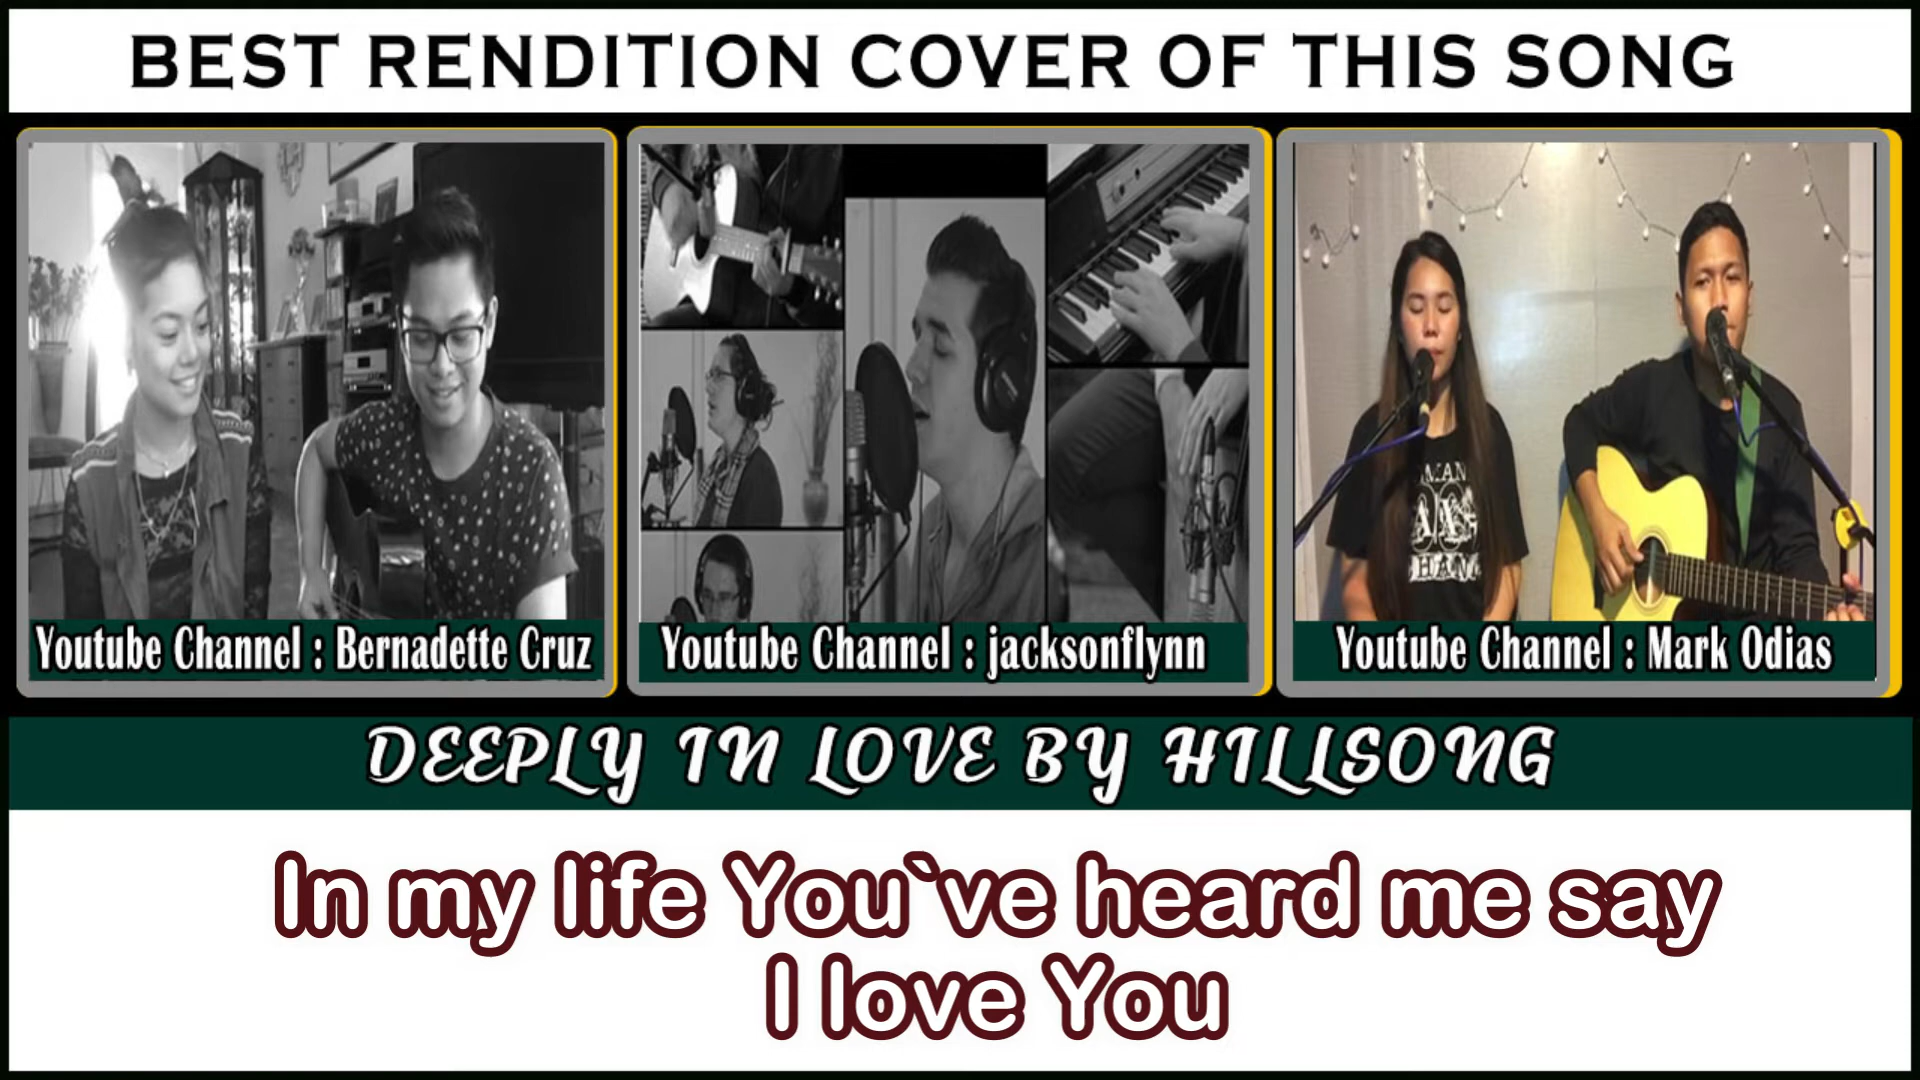 BEST RENDITION COVER OF THIS SONG
Youtube Channel : Bernadette Cruz
Youtube Channel : jacksonflynn
Youtube Channel : Mark Odias
DEEPLY IN LOVE BY HILLSONG
In my life You`ve heard me say
I love You